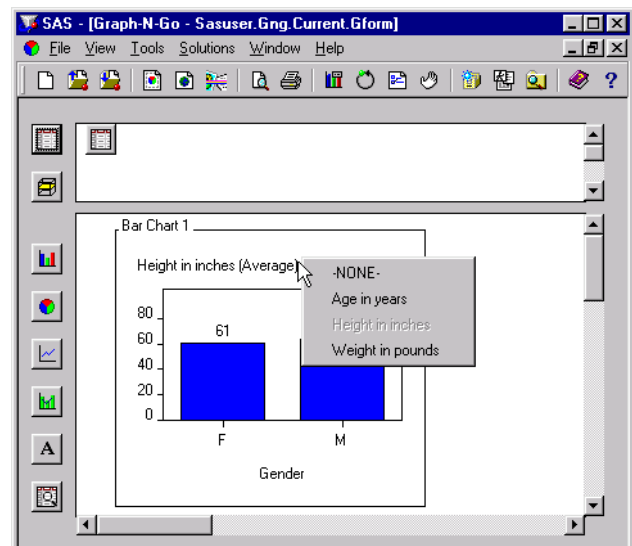 SAS - [Graph-N-Go - Sasuser.Gng.Current.Gform]
File View Tools Solutions Window Help
Bar Chart 1
Height in inches (Average)
-NONE-
Age in years
Height in inches
Weight in pounds
80
60
40
20
0
61
F
M
Gender
A